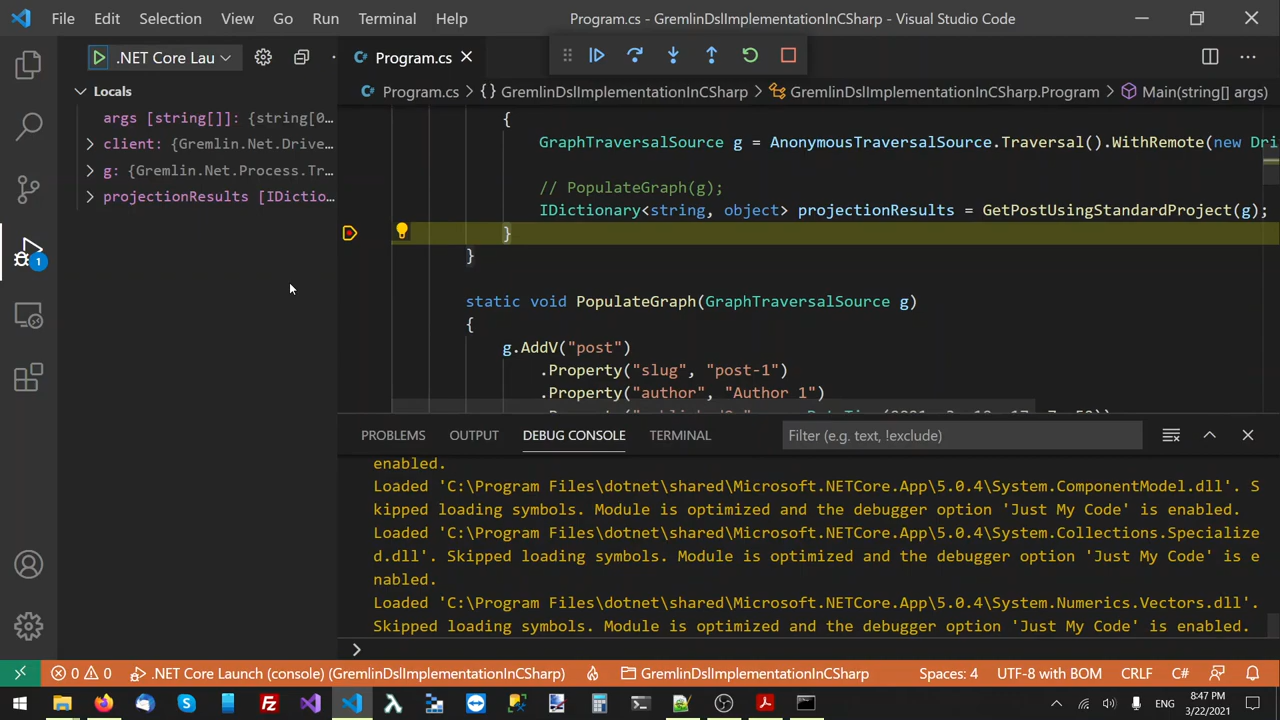 File Edit Selection View Go Run Terminal Help Program.cs - GremlinDslImplementationInCSharp - Visual Studio Code
.NET Core Lau
Program.cs
Program.cs > {} GremlinDslImplementationInCSharp > GremlinDslImplementationInCSharp.Program > Main(string[] args)
Locals
args [string[]]: {string[0…
client: {Gremlin.Net.Drive…
g: {Gremlin.Net.Process.Tr…
projectionResults [IDictio…
1
{
GraphTraversalSource g = AnonymousTraversalSource.Traversal().WithRemote(new Dri
// PopulateGraph(g);
IDictionary<string, object> projectionResults = GetPostUsingStandardProject(g);
}
}
static void PopulateGraph(GraphTraversalSource g)
{
g.AddV("post")
.Property("slug", "post-1")
.Property("author", "Author 1")
PROBLEMS OUTPUT DEBUG CONSOLE TERMINAL Filter (e.g. text, !exclude)
enabled.
Loaded 'C:\Program Files\dotnet\shared\Microsoft.NETCore.App\5.0.4\System.ComponentModel.dll'. S
kipped loading symbols. Module is optimized and the debugger option 'Just My Code' is enabled.
Loaded 'C:\Program Files\dotnet\shared\Microsoft.NETCore.App\5.0.4\System.Collections.Specialize
d.dll'. Skipped loading symbols. Module is optimized and the debugger option 'Just My Code' is e
nabled.
Loaded 'C:\Program Files\dotnet\shared\Microsoft.NETCore.App\5.0.4\System.Numerics.Vectors.dll'.
Skipped loading symbols. Module is optimized and the debugger option 'Just My Code' is enabled.
>
0 0 .NET Core Launch (console) (GremlinDslImplementationInCSharp) GremlinDslImplementationInCSharp Spaces: 4 UTF-8 with BOM CRLF C#
ENG 8:47 PM
3/22/2021